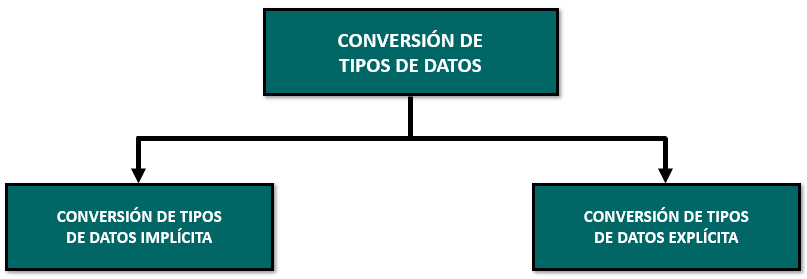 CONVERSIÓN DE
TIPOS DE DATOS
CONVERSIÓN DE TIPOS
DE DATOS IMPLÍCITA
CONVERSIÓN DE TIPOS
DE DATOS EXPLÍCITA